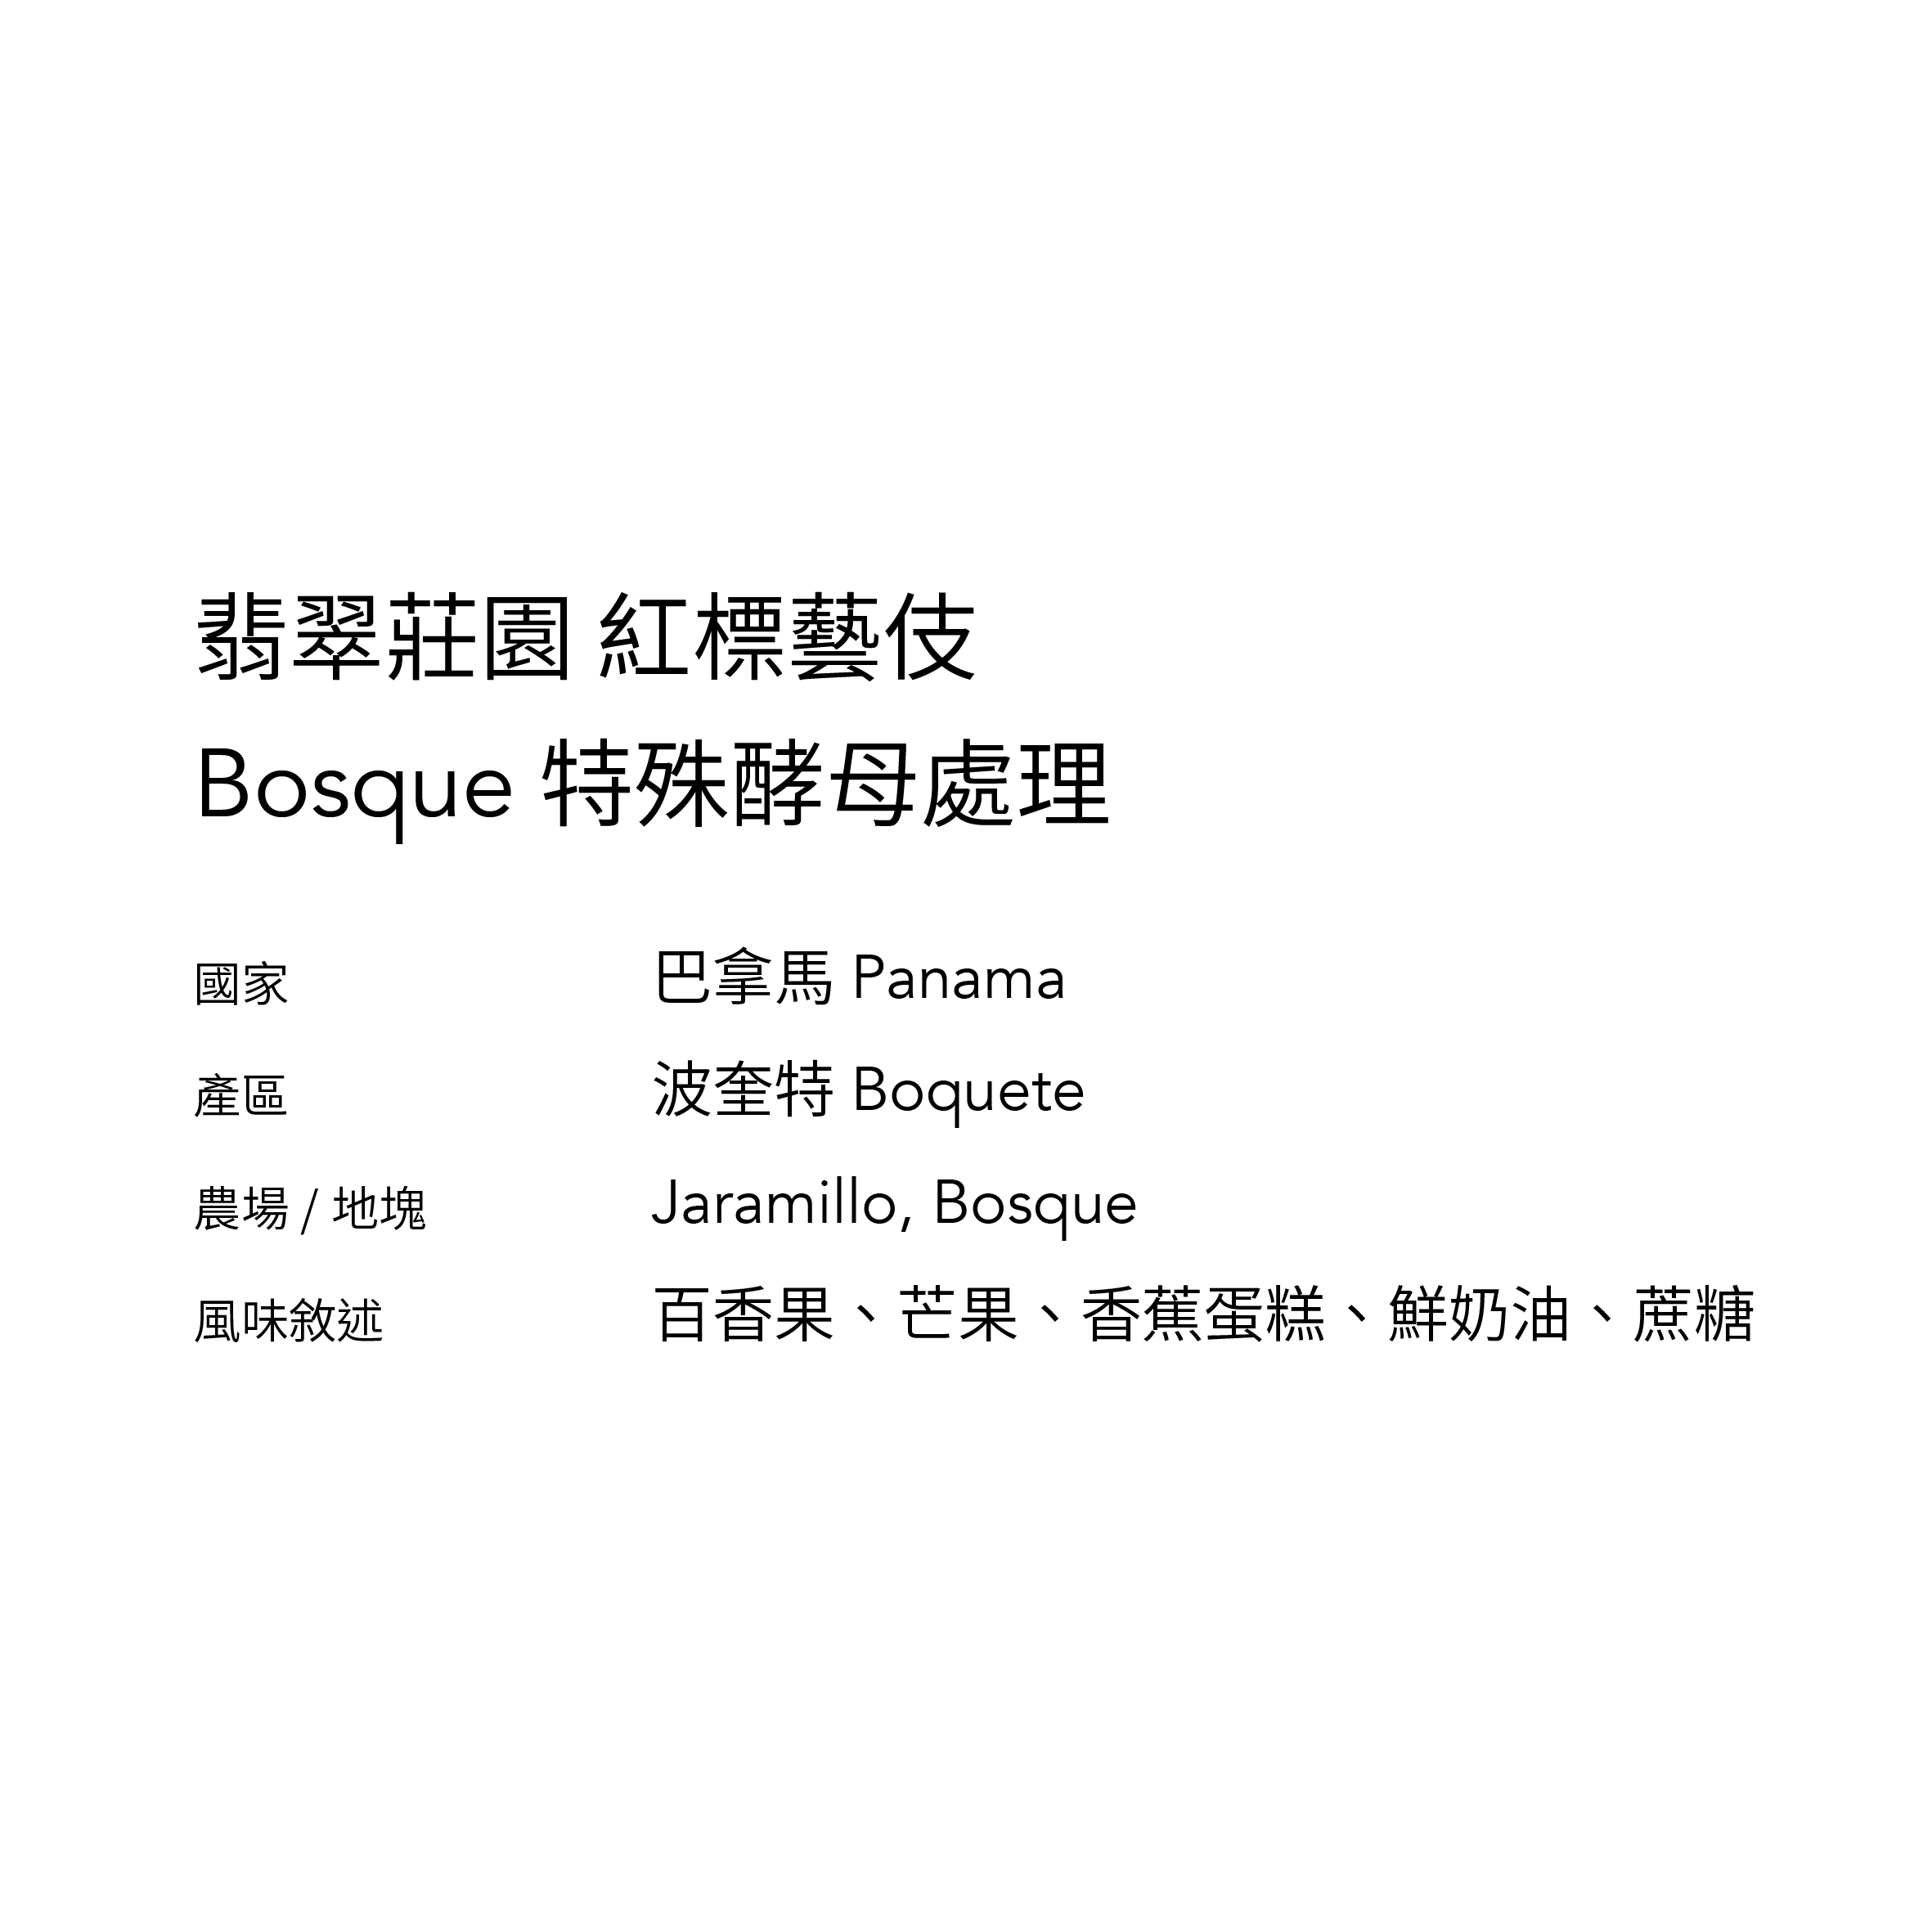 翡翠莊園 紅標藝伎
Bosque 特殊酵母處理
國家 巴拿馬 Panama
產區 波奎特 Boquete
農場 / 地塊 Jaramillo, Bosque
風味敘述 百香果、芒果、香蕉蛋糕、鮮奶油、蔗糖